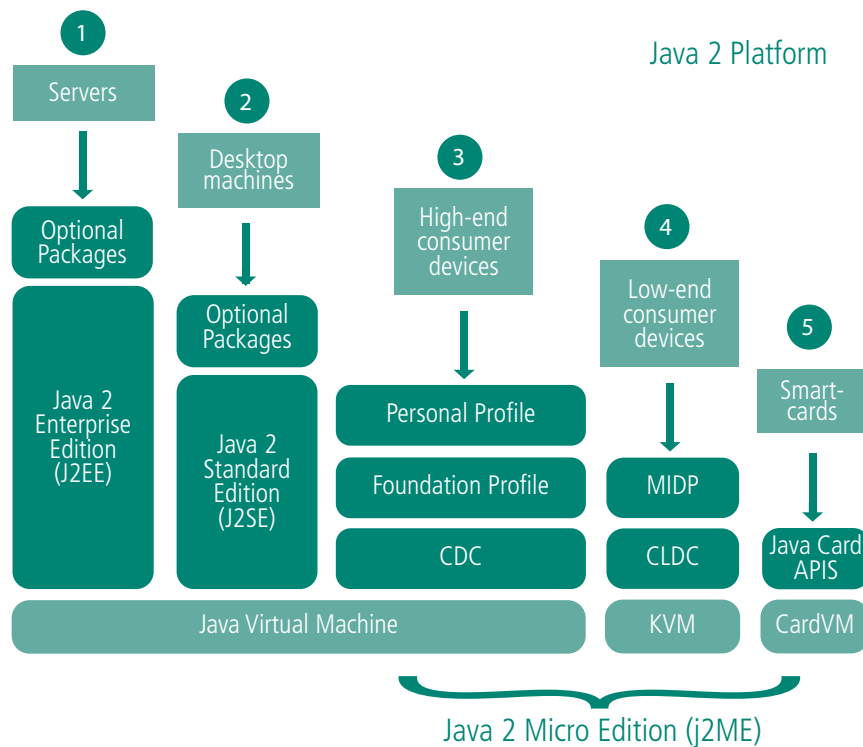 Java 2 Platform
1
Servers
Optional
Packages
Java 2
Enterprise
Edition
(J2EE)
2
Desktop
machines
Optional
Packages
Java 2
Standard
Edition
(J2SE)
3
High-end
consumer
devices
Personal Profile
Foundation Profile
CDC
Java Virtual Machine
4
Low-end
consumer
devices
MIDP
CLDC
KVM
5
Smart-
cards
Java Card
APIS
CardVM
Java 2 Micro Edition (j2ME)